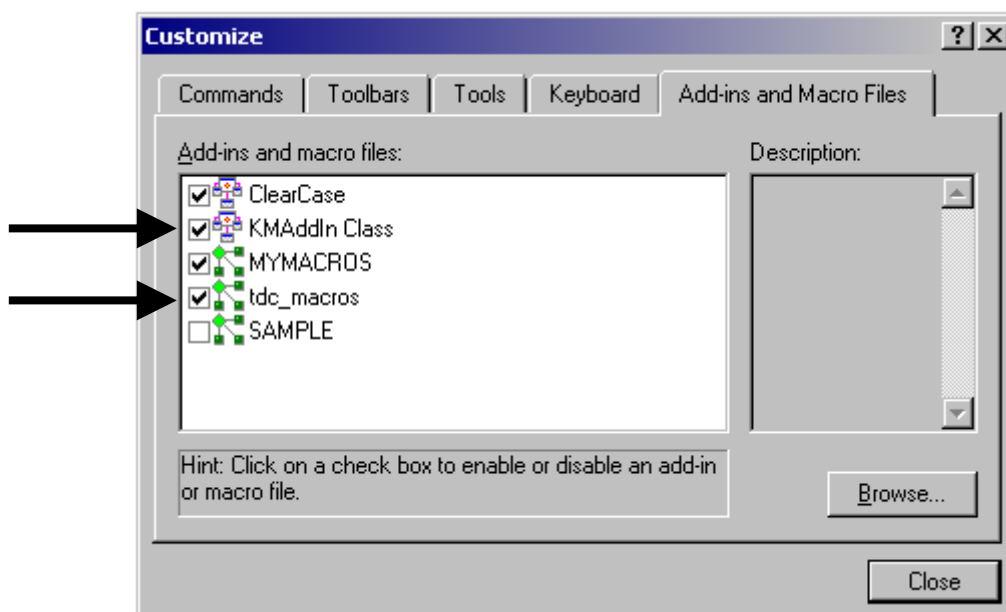 Customize
Commands
Toolbars
Tools
Keyboard
Add-ins and Macro Files
Add-ins and macro files:
Description:
ClearCase
KMAddIn Class
MYMACROS
tdc_macros
SAMPLE
Hint: Click on a check box to enable or disable an add-in
or macro file.
Browse...
Close